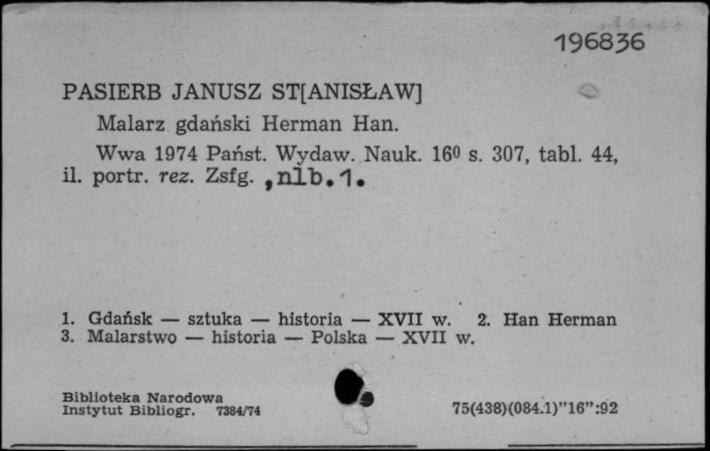 196836
PASIERB JANUSZ ST[ANISŁAW]
Malarz gdański Herman Han.
Wwa 1974 Państ. Wydaw. Nauk. 16⁰ s. 307, tabl. 44,
il. portr. rez. Zsfg. , nlb. 1.
1. Gdańsk — sztuka — historia — XVII w. 2. Han Herman
3. Malarstwo — historia — Polska — XVII w.
Biblioteka Narodowa
Instytut Bibliogr. 7384/74
75(438)(084.1)"16":92